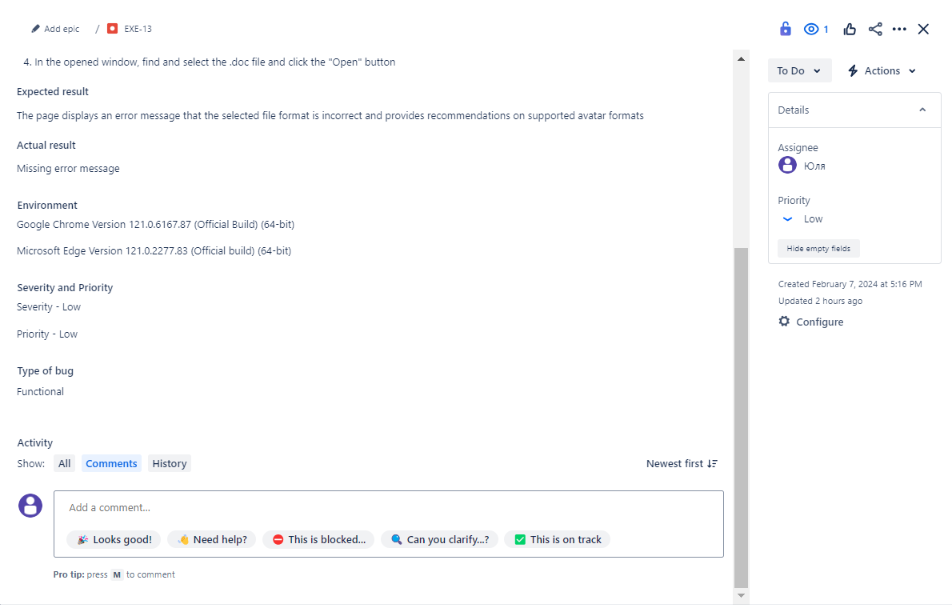 Add epic / EXE-13
1
4. In the opened window, find and select the .doc file and click the "Open" button
Expected result
The page displays an error message that the selected file format is incorrect and provides recommendations on supported avatar formats
Actual result
Missing error message
Environment
Google Chrome Version 121.0.6167.87 (Official Build) (64-bit)
Microsoft Edge Version 121.0.2277.83 (Official build) (64-bit)
Severity and Priority
Severity - Low
Priority - Low
Type of bug
Functional
Activity
Show: All Comments History Newest first
Add a comment...
Looks good! Need help? This is blocked... Can you clarify...? This is on track
Pro tip: press M to comment
To Do Actions
Details
Assignee
Юля
Priority
Low
Hide empty fields
Created February 7, 2024 at 5:16 PM
Updated 2 hours ago
Configure